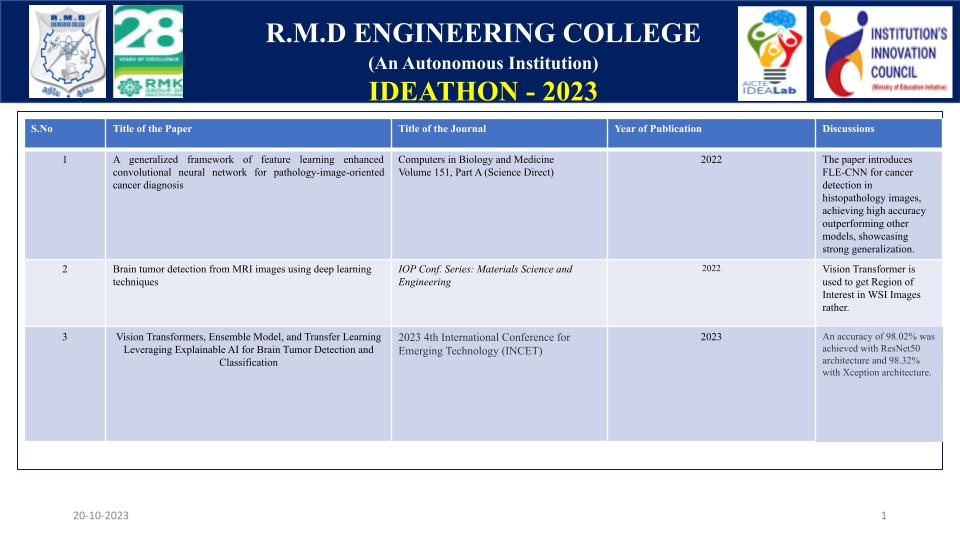 R.M.D
ENGINEERING COLLEGE
28
YEARS OF EXCELLENCE
RMK
GROUP OF
INSTITUTIONS
R.M.D ENGINEERING COLLEGE
(An Autonomous Institution)
IDEATHON - 2023
AICTE
IDEALab
INSTITUTION'S
INNOVATION
COUNCIL
(Ministry of Education Initiative)
S.No Title of the Paper Title of the Journal Year of Publication Discussions
1
A generalized framework of feature learning enhanced
convolutional neural network for pathology-image-oriented
cancer diagnosis
Computers in Biology and Medicine
Volume 151, Part A (Science Direct)
2022
The paper introduces
FLE-CNN for cancer
detection in
histopathology images,
achieving high accuracy
outperforming other
models, showcasing
strong generalization.
2
Brain tumor detection from MRI images using deep learning
techniques
IOP Conf. Series: Materials Science and
Engineering
2022
Vision Transformer is
used to get Region of
Interest in WSI Images
rather.
3
Vision Transformers, Ensemble Model, and Transfer Learning
Leveraging Explainable AI for Brain Tumor Detection and
Classification
2023 4th International Conference for
Emerging Technology (INCET)
2023
An accuracy of 98.02% was
achieved with ResNet50
architecture and 98.32%
with Xception architecture.
20-10-2023
1